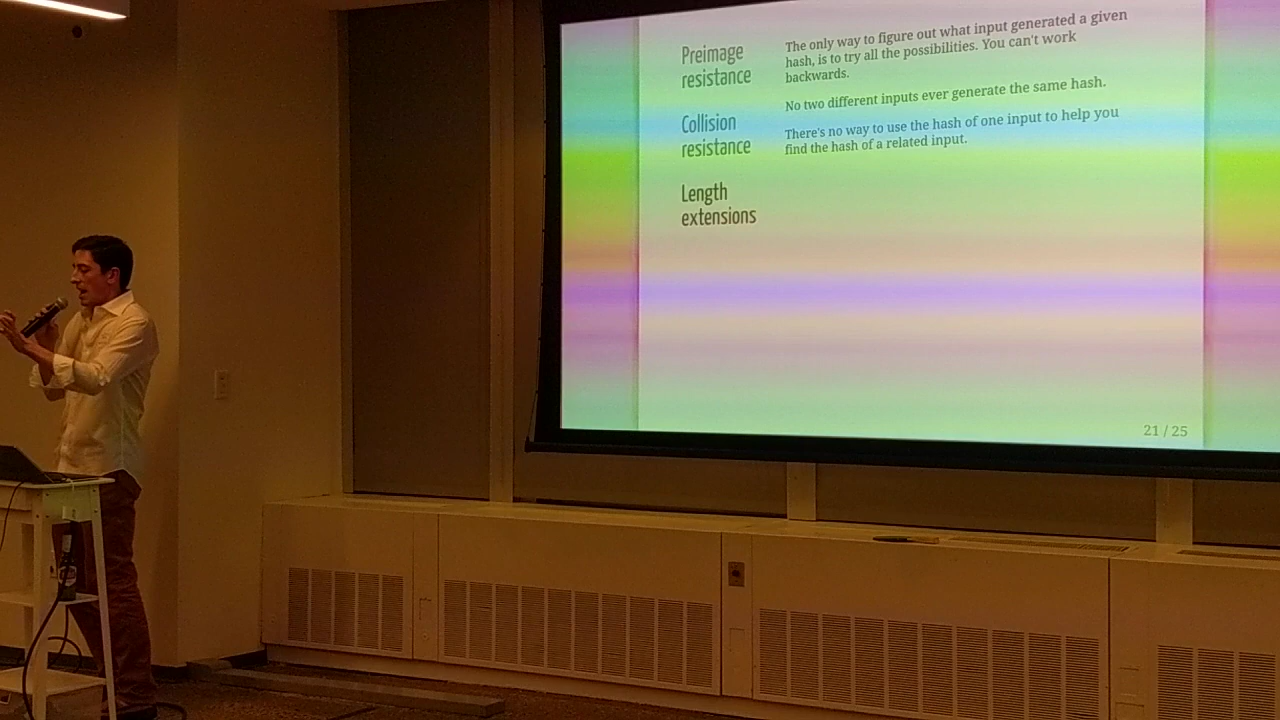 Preimage
resistance
The only way to figure out what input generated a given
hash, is to try all the possibilities. You can't work
backwards.
Collision
resistance
No two different inputs ever generate the same hash.
Length
extensions
There's no way to use the hash of one input to help you
find the hash of a related input.
21 / 25